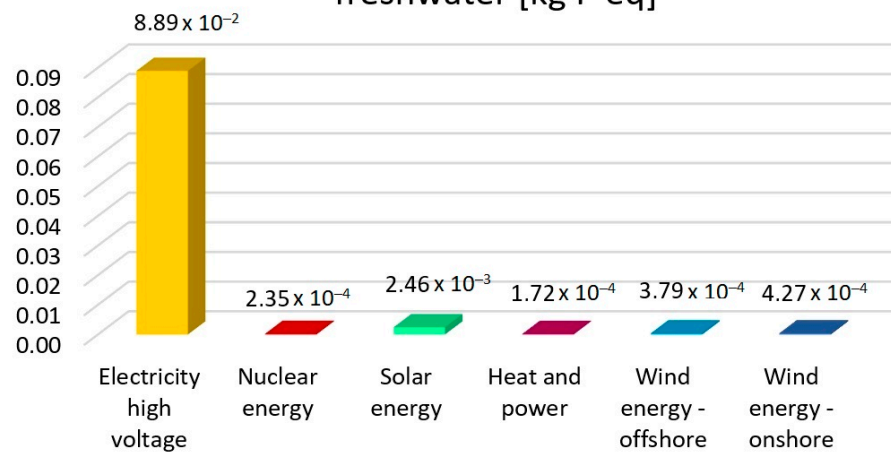 freshwater [kg P eq]
8.89 x 10⁻²
0.09
0.08
0.07
0.06
0.05
0.04
0.03
0.02
0.01
0.00
2.35 x 10⁻⁴
2.46 x 10⁻³
1.72 x 10⁻⁴
3.79 x 10⁻⁴
4.27 x 10⁻⁴
Electricity
high
voltage
Nuclear
energy
Solar
energy
Heat and
power
Wind
energy -
offshore
Wind
energy -
onshore